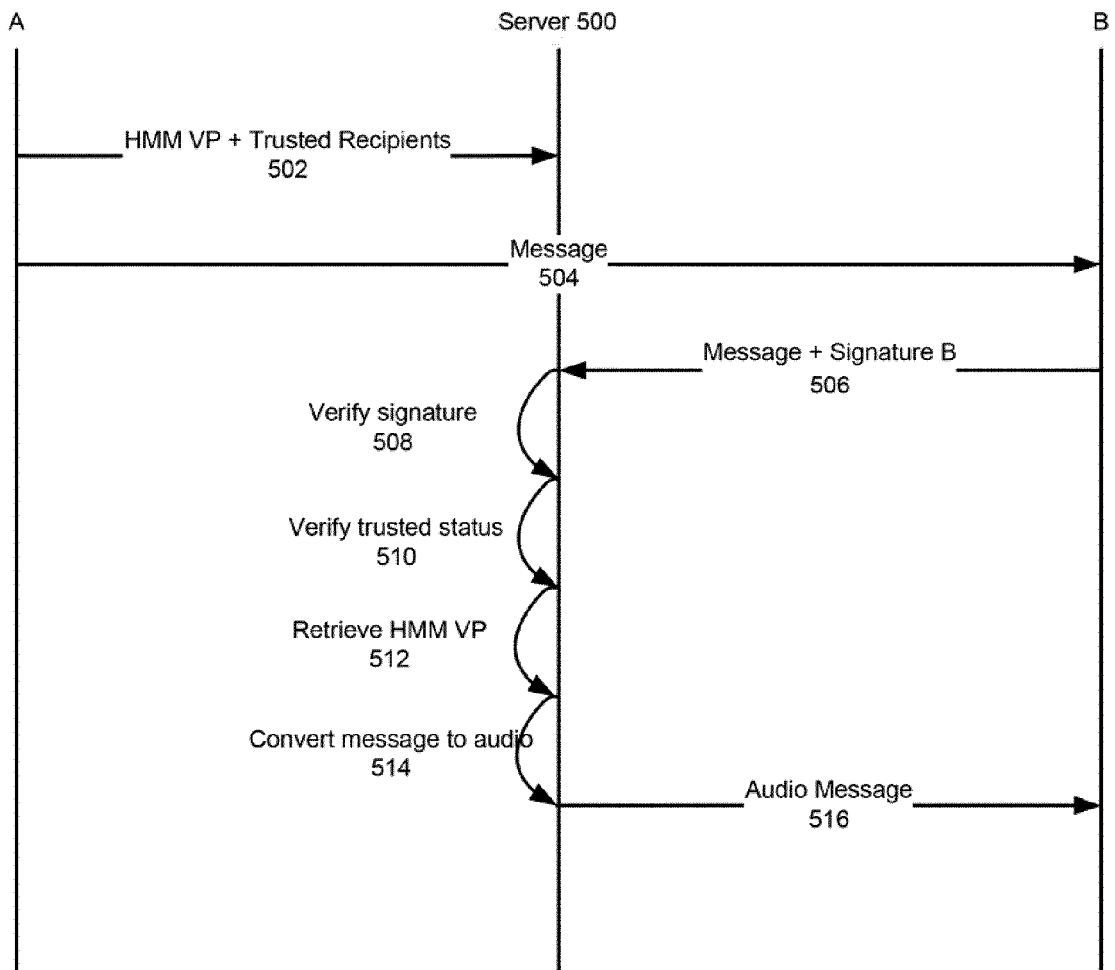 A
Server 500
B
HMM VP + Trusted Recipients
502
Message
504
Message + Signature B
506
Verify signature
508
Verify trusted status
510
Retrieve HMM VP
512
Convert message to audio
514
Audio Message
516